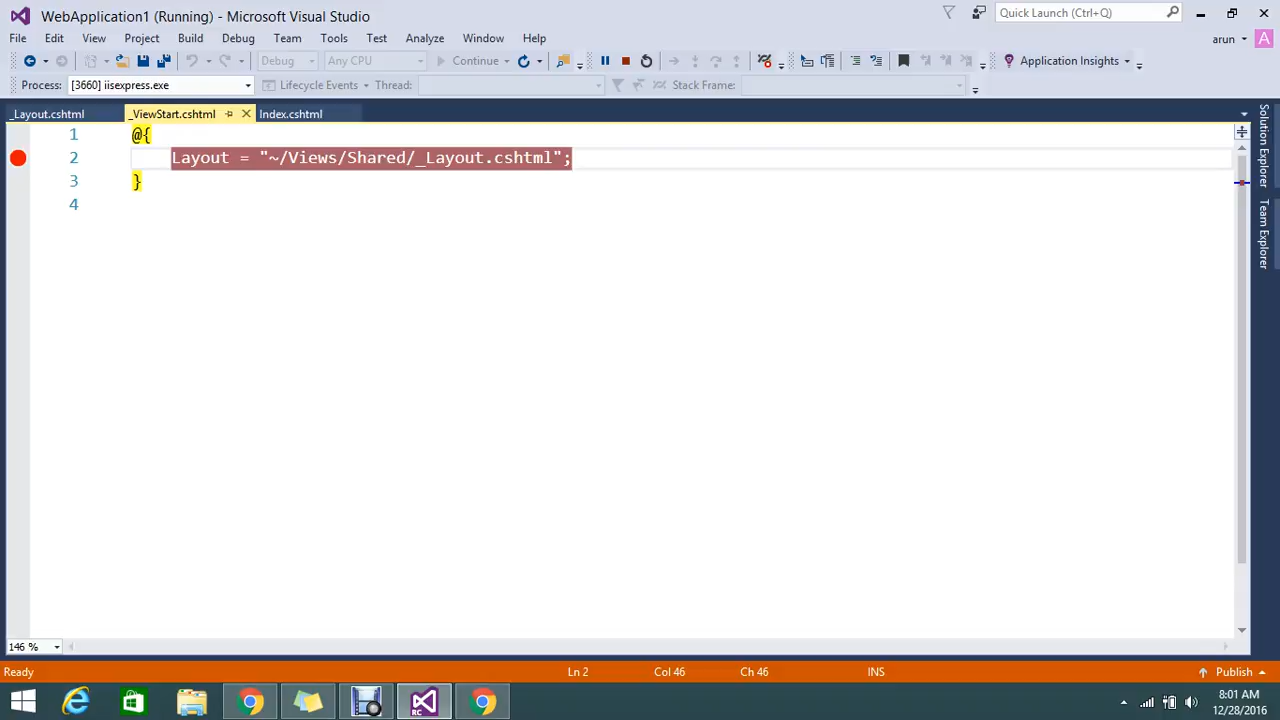 WebApplication1 (Running) - Microsoft Visual Studio
Quick Launch (Ctrl+Q)
File Edit View Project Build Debug Team Tools Test Analyze Window Help
arun A
Debug Any CPU Continue Application Insights
Process: [3660] iisexpress.exe Lifecycle Events Thread: Stack Frame:
_Layout.cshtml _ViewStart.cshtml Index.cshtml
1 @{
2 Layout = "~/Views/Shared/_Layout.cshtml";
3 }
4
Solution Explorer
Team Explorer
146 %
Ready Ln 2 Col 46 Ch 46 INS Publish
RC
8:01 AM
12/28/2016